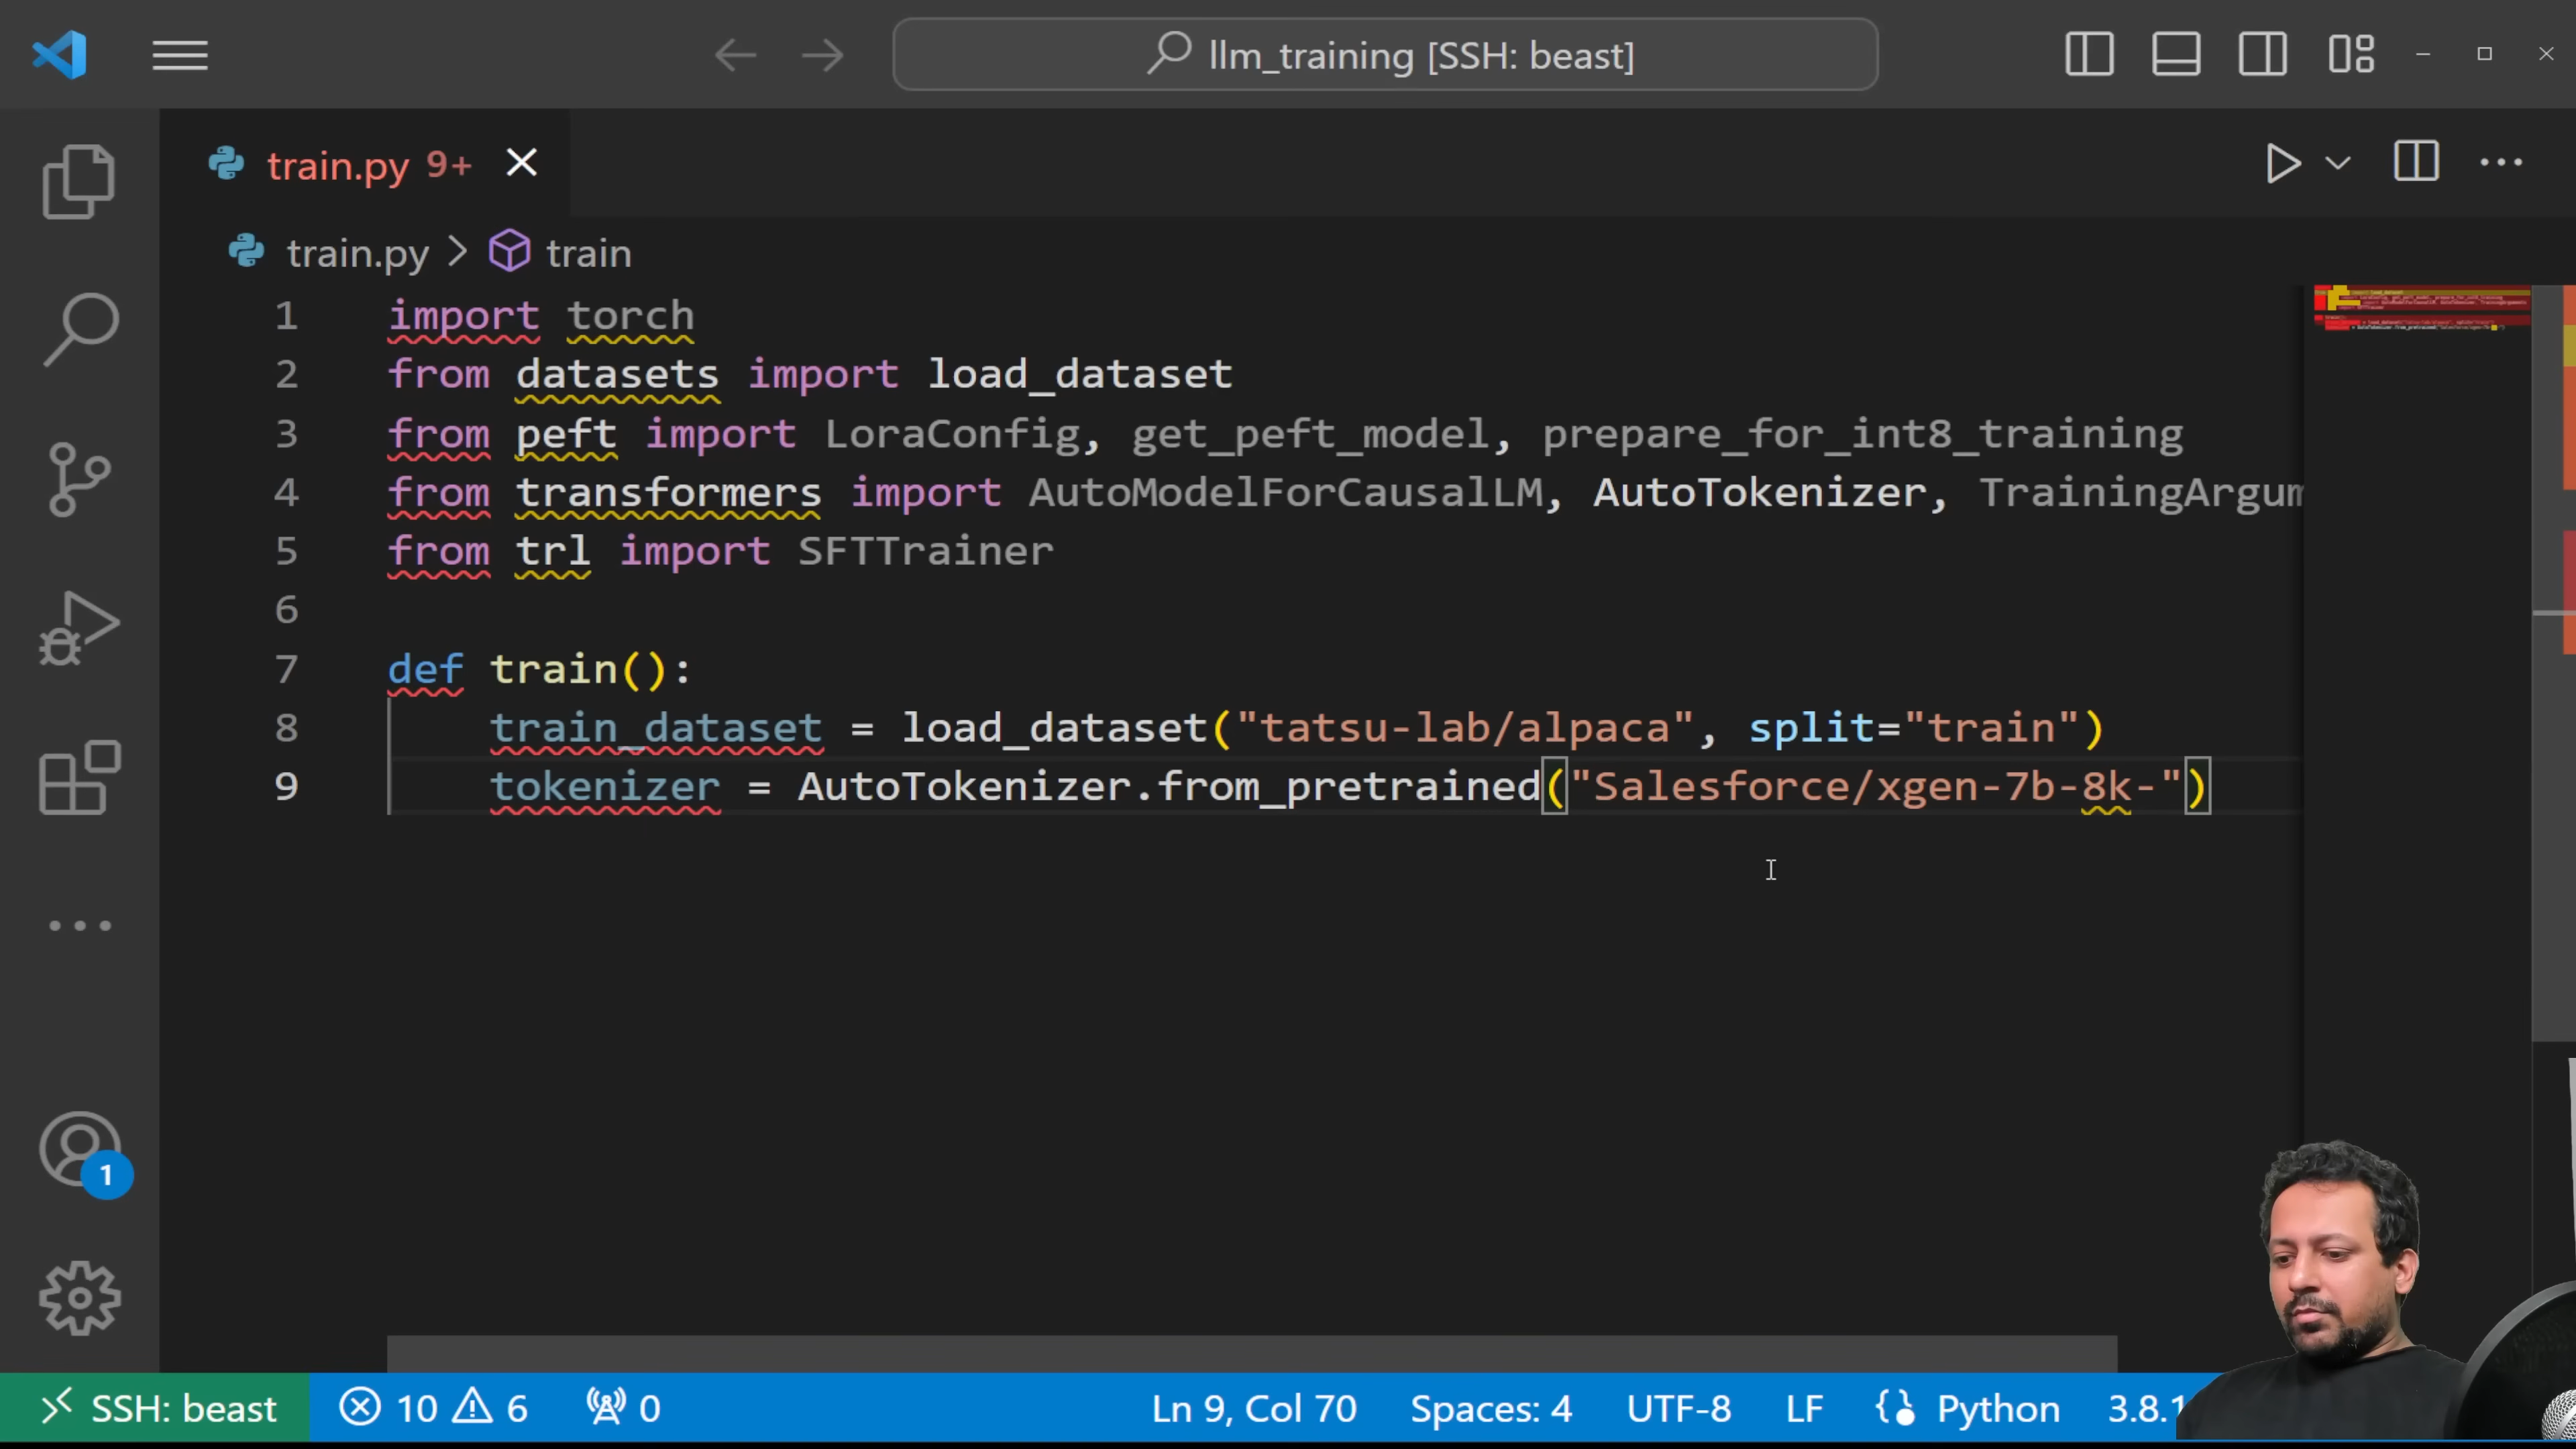 llm_training [SSH: beast]
train.py 9+
train.py > train
1 import torch
2 from datasets import load_dataset
3 from peft import LoraConfig, get_peft_model, prepare_for_int8_training
4 from transformers import AutoModelForCausalLM, AutoTokenizer, TrainingArgum
5 from trl import SFTTrainer
6
7 def train():
8 train_dataset = load_dataset("tatsu-lab/alpaca", split="train")
9 tokenizer = AutoTokenizer.from_pretrained("Salesforce/xgen-7b-8k-")
1
SSH: beast 10 6 0 Ln 9, Col 70 Spaces: 4 UTF-8 LF Python 3.8.1